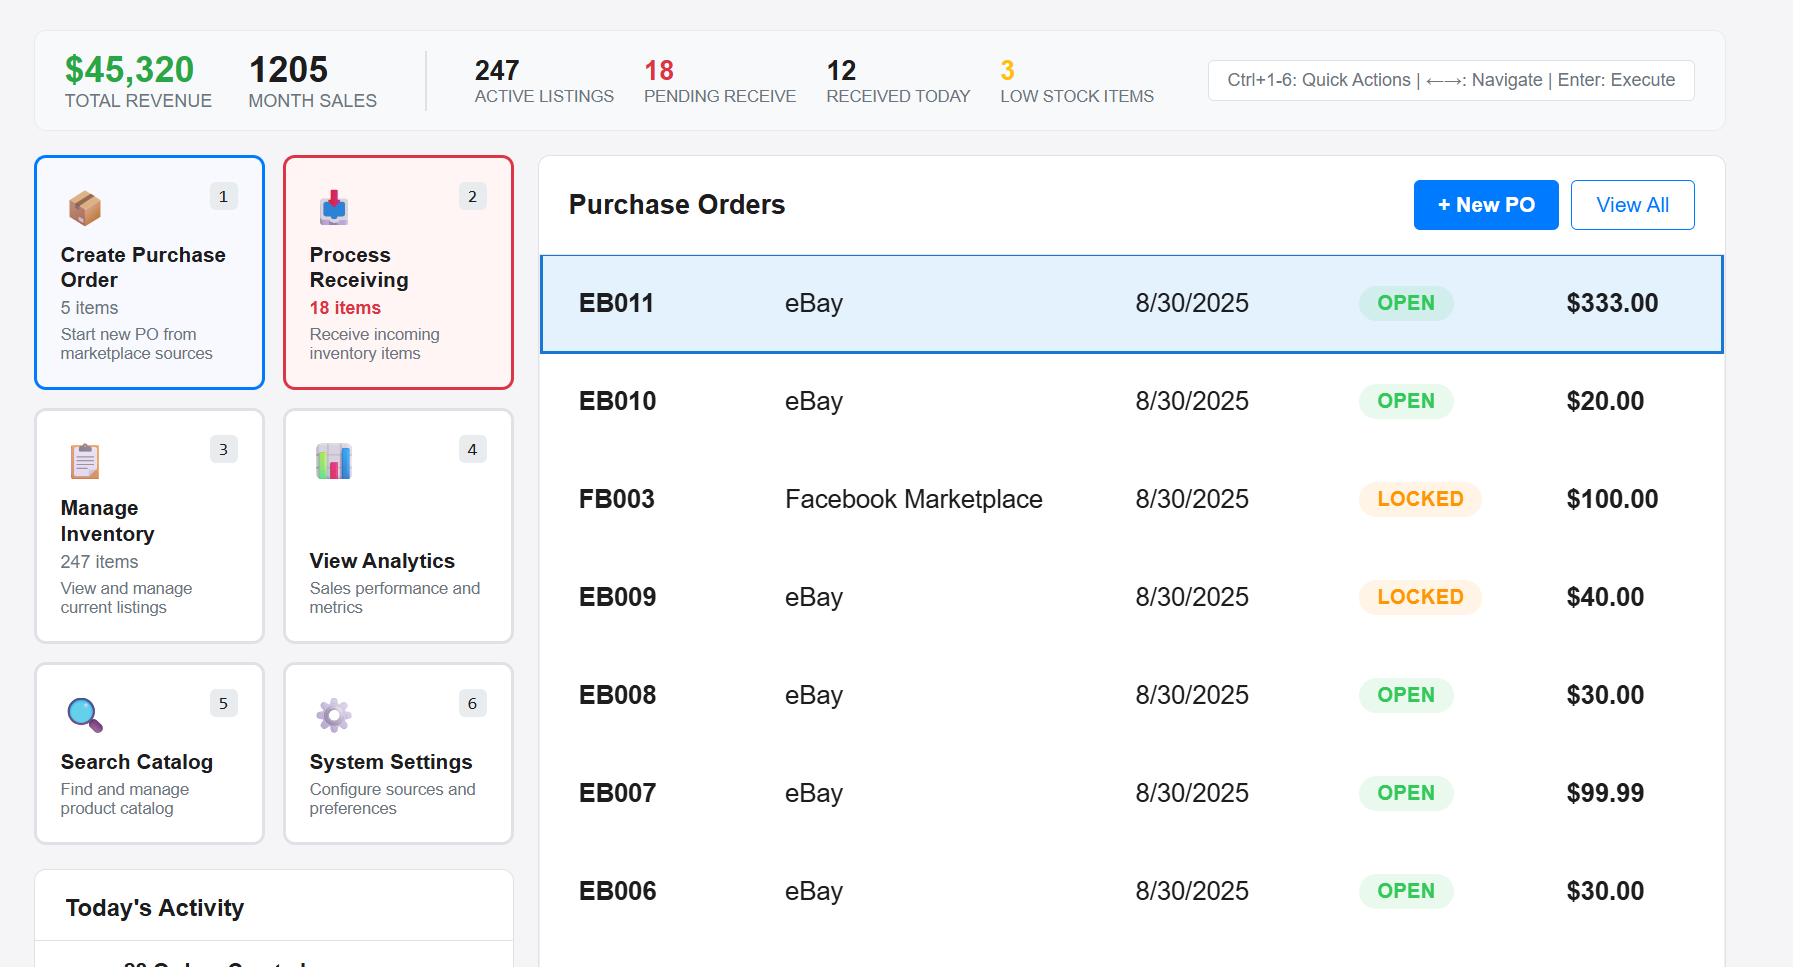 $45,320
TOTAL REVENUE
1205
MONTH SALES
247
ACTIVE LISTINGS
18
PENDING RECEIVE
12
RECEIVED TODAY
3
LOW STOCK ITEMS
Ctrl+1-6: Quick Actions | ←→: Navigate | Enter: Execute
1
Create Purchase
Order
5 items
Start new PO from
marketplace sources
2
Process
Receiving
18 items
Receive incoming
inventory items
3
Manage
Inventory
247 items
View and manage
current listings
4
View Analytics
Sales performance and
metrics
5
Search Catalog
Find and manage
product catalog
6
System Settings
Configure sources and
preferences
Today's Activity
Purchase Orders
+ New PO
View All
EB011 eBay 8/30/2025 OPEN $333.00
EB010 eBay 8/30/2025 OPEN $20.00
FB003 Facebook Marketplace 8/30/2025 LOCKED $100.00
EB009 eBay 8/30/2025 LOCKED $40.00
EB008 eBay 8/30/2025 OPEN $30.00
EB007 eBay 8/30/2025 OPEN $99.99
EB006 eBay 8/30/2025 OPEN $30.00